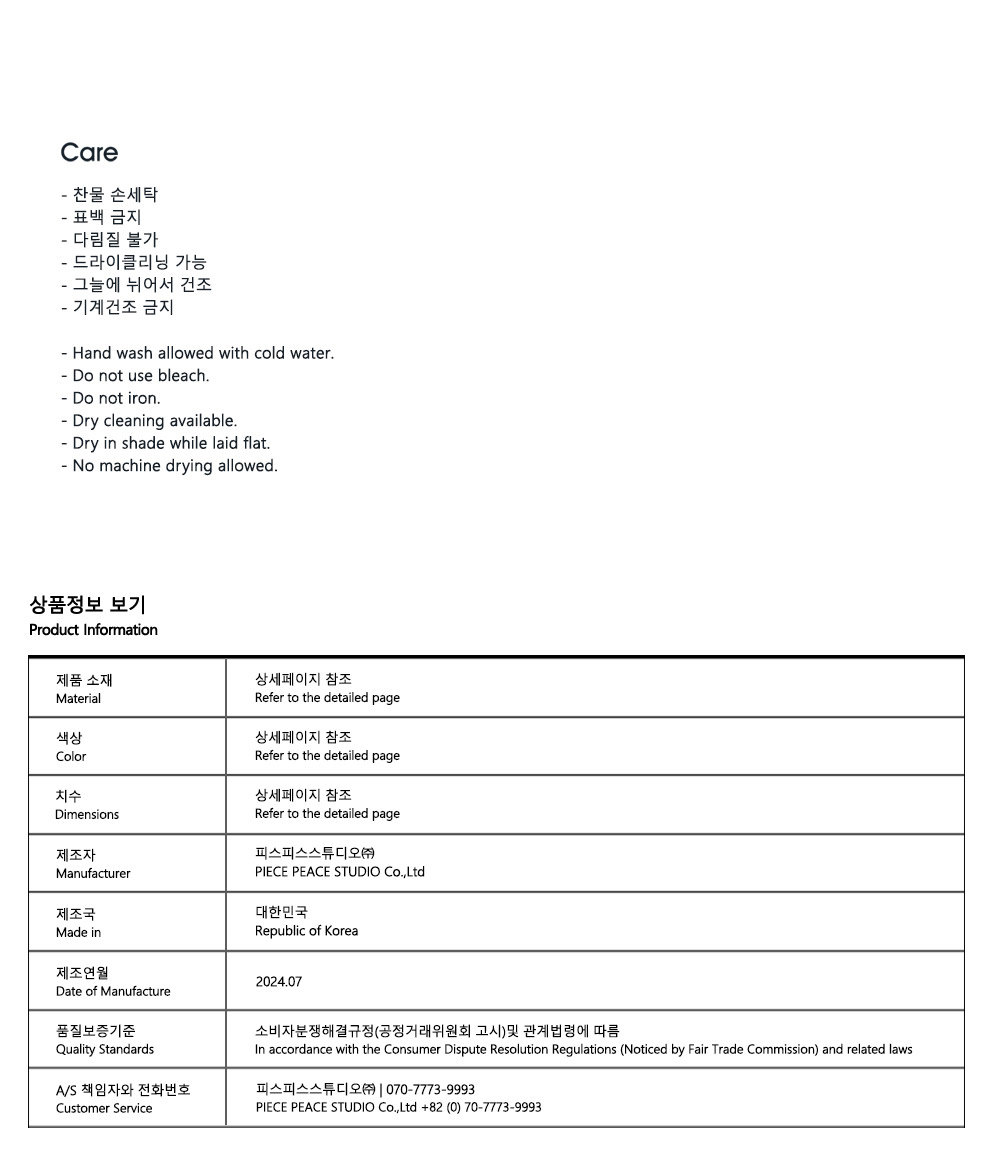 Care
- 찬물 손세탁
- 표백 금지
- 다림질 불가
- 드라이클리닝 가능
- 그늘에 뉘어서 건조
- 기계건조 금지
- Hand wash allowed with cold water.
- Do not use bleach.
- Do not iron.
- Dry cleaning available.
- Dry in shade while laid flat.
- No machine drying allowed.
상품정보 보기
Product Information
제품 소재
Material
상세페이지 참조
Refer to the detailed page
색상
Color
상세페이지 참조
Refer to the detailed page
치수
Dimensions
상세페이지 참조
Refer to the detailed page
제조자
Manufacturer
피스피스스튜디오㈜
PIECE PEACE STUDIO Co.,Ltd
제조국
Made in
대한민국
Republic of Korea
제조연월
Date of Manufacture
2024.07
품질보증기준
Quality Standards
소비자분쟁해결규정(공정거래위원회 고시)및 관계법령에 따름
In accordance with the Consumer Dispute Resolution Regulations (Noticed by Fair Trade Commission) and related laws
A/S 책임자와 전화번호
Customer Service
피스피스스튜디오㈜ | 070-7773-9993
PIECE PEACE STUDIO Co.,Ltd +82 (0) 70-7773-9993